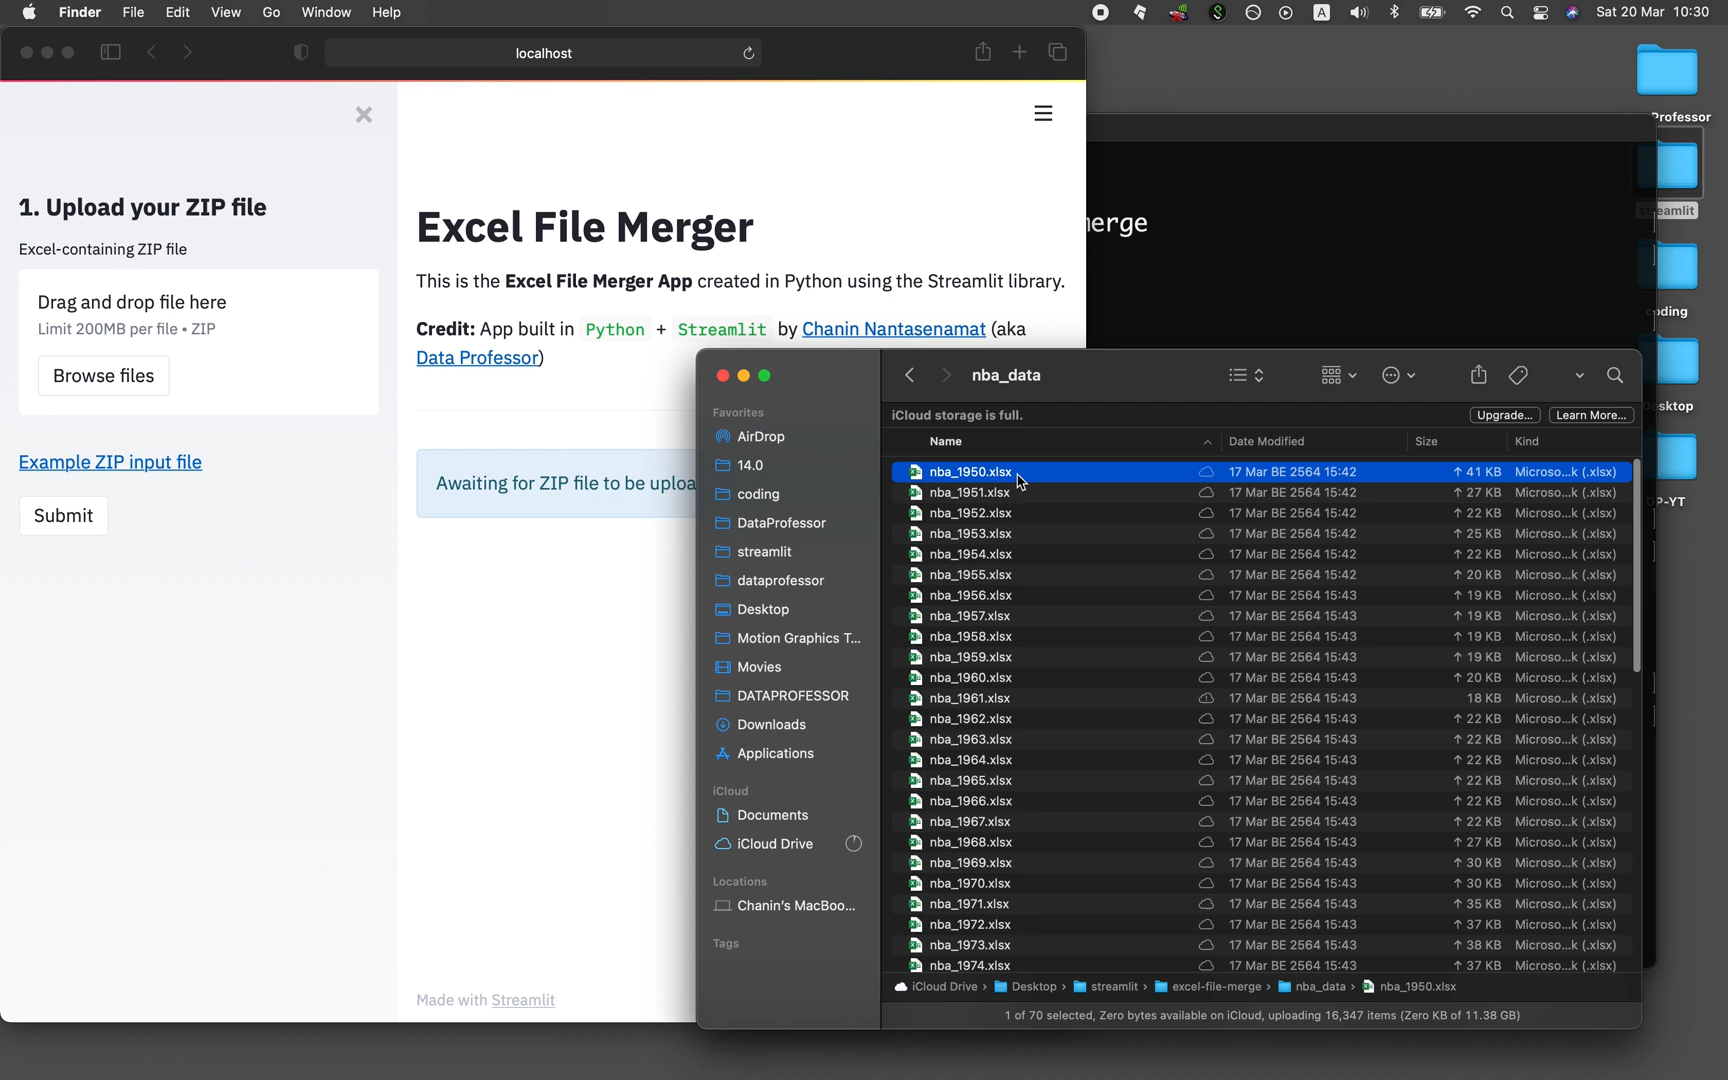 Finder File Edit View Go Window Help
A Sat 20 Mar 10:30
localhost
1. Upload your ZIP file
Excel-containing ZIP file
Drag and drop file here
Limit 200MB per file • ZIP
Browse files
Example ZIP input file
Submit
Excel File Merger
This is the Excel File Merger App created in Python using the Streamlit library.
Credit: App built in Python + Streamlit by Chanin Nantasenamat (aka
Data Professor)
Awaiting for ZIP file to be
Made with Streamlit
Professor
coding
nba_data
iCloud storage is full. Upgrade... Learn More...
Favorites
AirDrop
14.0
coding
DataProfessor
streamlit
dataprofessor
Desktop
Motion Graphics T...
Movies
DATAPROFESSOR
Downloads
Applications
iCloud
Documents
iCloud Drive
Locations
Chanin's MacBoo...
Tags
Name Date Modified Size Kind
nba_1950.xlsx 17 Mar BE 2564 15:42 ↑ 41 KB Microso...k (.xlsx)
nba_1951.xlsx 17 Mar BE 2564 15:42 ↑ 27 KB Microso...k (.xlsx)
nba_1952.xlsx 17 Mar BE 2564 15:42 ↑ 22 KB Microso...k (.xlsx)
nba_1953.xlsx 17 Mar BE 2564 15:42 ↑ 25 KB Microso...k (.xlsx)
nba_1954.xlsx 17 Mar BE 2564 15:42 ↑ 22 KB Microso...k (.xlsx)
nba_1955.xlsx 17 Mar BE 2564 15:42 ↑ 20 KB Microso...k (.xlsx)
nba_1956.xlsx 17 Mar BE 2564 15:43 ↑ 19 KB Microso...k (.xlsx)
nba_1957.xlsx 17 Mar BE 2564 15:43 ↑ 19 KB Microso...k (.xlsx)
nba_1958.xlsx 17 Mar BE 2564 15:43 ↑ 19 KB Microso...k (.xlsx)
nba_1959.xlsx 17 Mar BE 2564 15:43 ↑ 19 KB Microso...k (.xlsx)
nba_1960.xlsx 17 Mar BE 2564 15:43 ↑ 20 KB Microso...k (.xlsx)
nba_1961.xlsx 17 Mar BE 2564 15:43 18 KB Microso...k (.xlsx)
nba_1962.xlsx 17 Mar BE 2564 15:43 ↑ 22 KB Microso...k (.xlsx)
nba_1963.xlsx 17 Mar BE 2564 15:43 ↑ 22 KB Microso...k (.xlsx)
nba_1964.xlsx 17 Mar BE 2564 15:43 ↑ 22 KB Microso...k (.xlsx)
nba_1965.xlsx 17 Mar BE 2564 15:43 ↑ 22 KB Microso...k (.xlsx)
nba_1966.xlsx 17 Mar BE 2564 15:43 ↑ 22 KB Microso...k (.xlsx)
nba_1967.xlsx 17 Mar BE 2564 15:43 ↑ 22 KB Microso...k (.xlsx)
nba_1968.xlsx 17 Mar BE 2564 15:43 ↑ 27 KB Microso...k (.xlsx)
nba_1969.xlsx 17 Mar BE 2564 15:43 ↑ 30 KB Microso...k (.xlsx)
nba_1970.xlsx 17 Mar BE 2564 15:43 ↑ 30 KB Microso...k (.xlsx)
nba_1971.xlsx 17 Mar BE 2564 15:43 ↑ 35 KB Microso...k (.xlsx)
nba_1972.xlsx 17 Mar BE 2564 15:43 ↑ 37 KB Microso...k (.xlsx)
nba_1973.xlsx 17 Mar BE 2564 15:43 ↑ 38 KB Microso...k (.xlsx)
nba_1974.xlsx 17 Mar BE 2564 15:43 ↑ 37 KB Microso...k (.xlsx)
iCloud Drive › Desktop › streamlit › excel-file-merge › nba_data › nba_1950.xlsx
1 of 70 selected, Zero bytes available on iCloud, uploading 16,347 items (Zero KB of 11.38 GB)